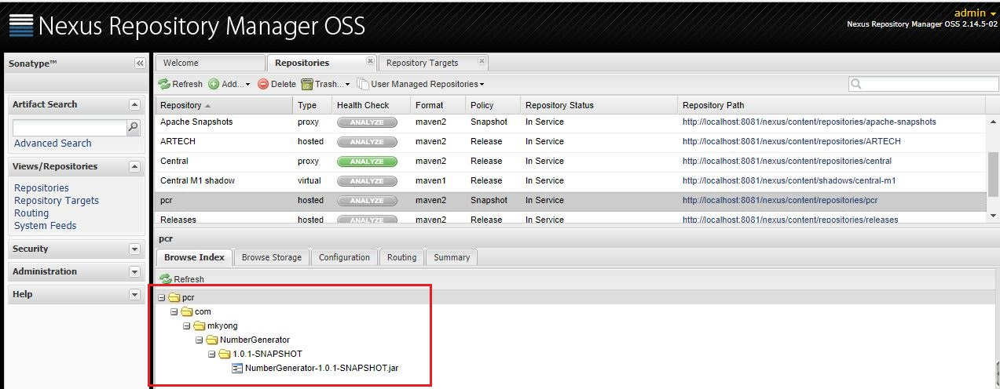 Nexus Repository Manager OSS
admin
Nexus Repository Manager OSS 2.14.5-02
Sonatype™
Artifact Search
Advanced Search
Views/Repositories
Repositories
Repository Targets
Routing
System Feeds
Security
Administration
Help
Welcome Repositories Repository Targets
Refresh Add... Delete Trash... User Managed Repositories
Repository Type Health Check Format Policy Repository Status Repository Path
Apache Snapshots proxy ANALYZE maven2 Snapshot In Service http://localhost:8081/nexus/content/repositories/apache-snapshots
ARTECH hosted ANALYZE maven2 Release In Service http://localhost:8081/nexus/content/repositories/ARTECH
Central proxy ANALYZE maven2 Release In Service http://localhost:8081/nexus/content/repositories/central
Central M1 shadow virtual ANALYZE maven1 Release In Service http://localhost:8081/nexus/content/shadows/central-m1
pcr hosted ANALYZE maven2 Snapshot In Service http://localhost:8081/nexus/content/repositories/pcr
Releases hosted ANALYZE maven2 Release In Service http://localhost:8081/nexus/content/repositories/releases
pcr
Browse Index Browse Storage Configuration Routing Summary
Refresh
pcr
com
mkyong
NumberGenerator
1.0.1-SNAPSHOT
NumberGenerator-1.0.1-SNAPSHOT.jar